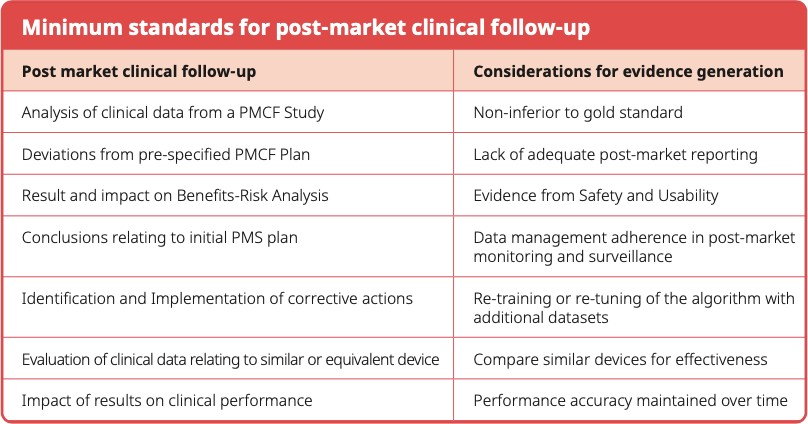 Minimum standards for post-market clinical follow-up
Post market clinical follow-up
Considerations for evidence generation
Analysis of clinical data from a PMCF Study
Non-inferior to gold standard
Deviations from pre-specified PMCF Plan
Lack of adequate post-market reporting
Result and impact on Benefits-Risk Analysis
Evidence from Safety and Usability
Conclusions relating to initial PMS plan
Data management adherence in post-market
monitoring and surveillance
Identification and Implementation of corrective actions
Re-training or re-tuning of the algorithm with
additional datasets
Evaluation of clinical data relating to similar or equivalent device
Compare similar devices for effectiveness
Impact of results on clinical performance
Performance accuracy maintained over time